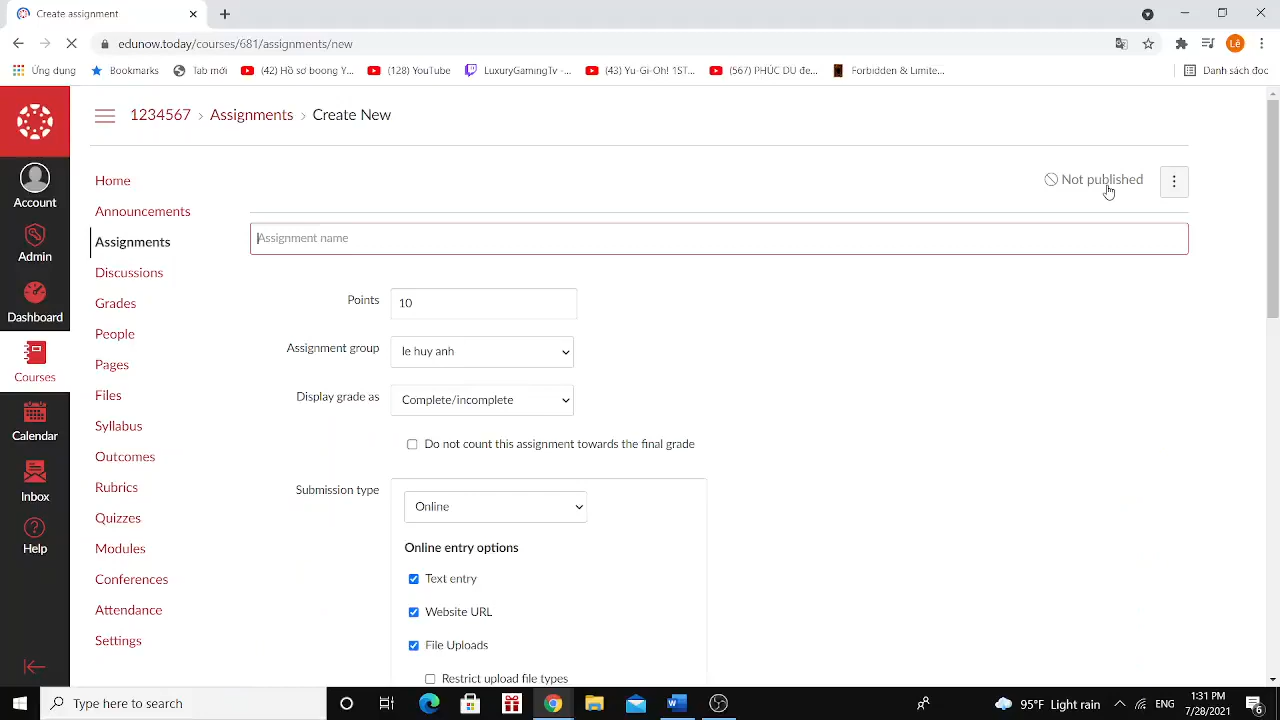 Create assignment
edunow.today/courses/681/assignments/new
Lê
Ứng dụng
Bookmarks
Tab mới
(42) Hồ sơ boong Y...
(128) YouTube
LuxuryGamingTv -...
(43) Yu-Gi-Oh! 1ST...
(567) PHÚC DU đe...
Forbidden & Limite...
Danh sách đọc
1234567 > Assignments > Create New
Account
Admin
Dashboard
Courses
Calendar
Inbox
Help
Home
Announcements
Assignments
Discussions
Grades
People
Pages
Files
Syllabus
Outcomes
Rubrics
Quizzes
Modules
Conferences
Attendance
Settings
Not published
Assignment name
Points
10
Assignment group
le huy anh
Display grade as
Complete/incomplete
Do not count this assignment towards the final grade
Submission type
Online
Online entry options
Text entry
Website URL
File Uploads
Restrict upload file types
Type here to search
95°F Light rain
ENG
1:31 PM
7/28/2021
6